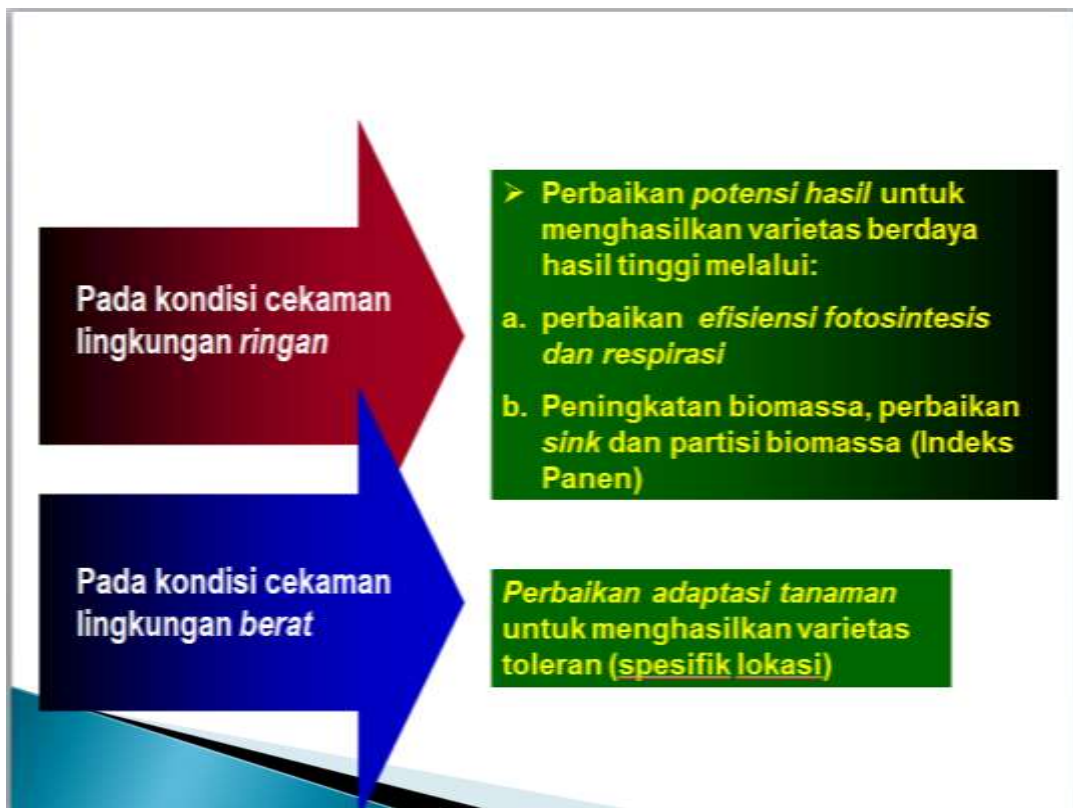 Pada kondisi cekaman
lingkungan ringan
➢ Perbaikan potensi hasil untuk
menghasilkan varietas berdaya
hasil tinggi melalui:
a. perbaikan efisiensi fotosintesis
dan respirasi
b. Peningkatan biomassa, perbaikan
sink dan partisi biomassa (Indeks
Panen)
Pada kondisi cekaman
lingkungan berat
Perbaikan adaptasi tanaman
untuk menghasilkan varietas
toleran (spesifik lokasi)